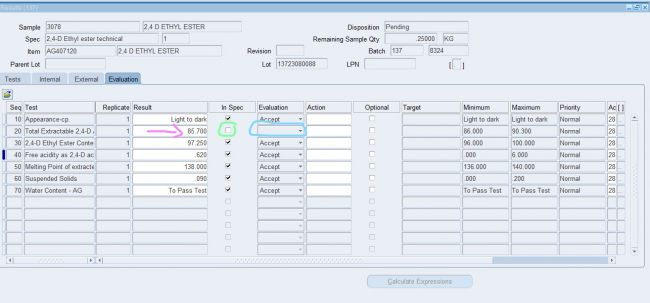 Results (137)
Sample 3078 2,4 D ETHYL ESTER Disposition Pending
Spec 2,4-D Ethyl ester technical 1 Remaining Sample Qty .25000 KG
Item AG407120 2,4 D ETHYL ESTER Revision Batch 137 8324
Parent Lot Lot 13723080088 LPN [ ]
Tests Internal External Evaluation
Seq Test Replicate Result In Spec Evaluation Action Optional Target Minimum Maximum Priority Ac [ ]
10 Appearance-cp. 1 Light to dark Accept Light to dark Light to dark Normal 28
20 Total Extractable 2,4-D 1 85.700 86.000 90.300 Normal 28
30 2,4-D Ethyl Ester Conte 1 97.250 Accept 96.000 100.000 Normal 28
40 Free acidity as 2,4-D ac 1 .620 Accept .000 6.000 Normal 28
50 Melting Point of extracte 1 138.000 Accept 136.000 140.000 Normal 28
60 Suspended Solids 1 .090 Accept .000 .200 Normal 28
70 Water Content - AG 1 To Pass Test Accept To Pass Test To Pass Test Normal 28
Calculate Expressions